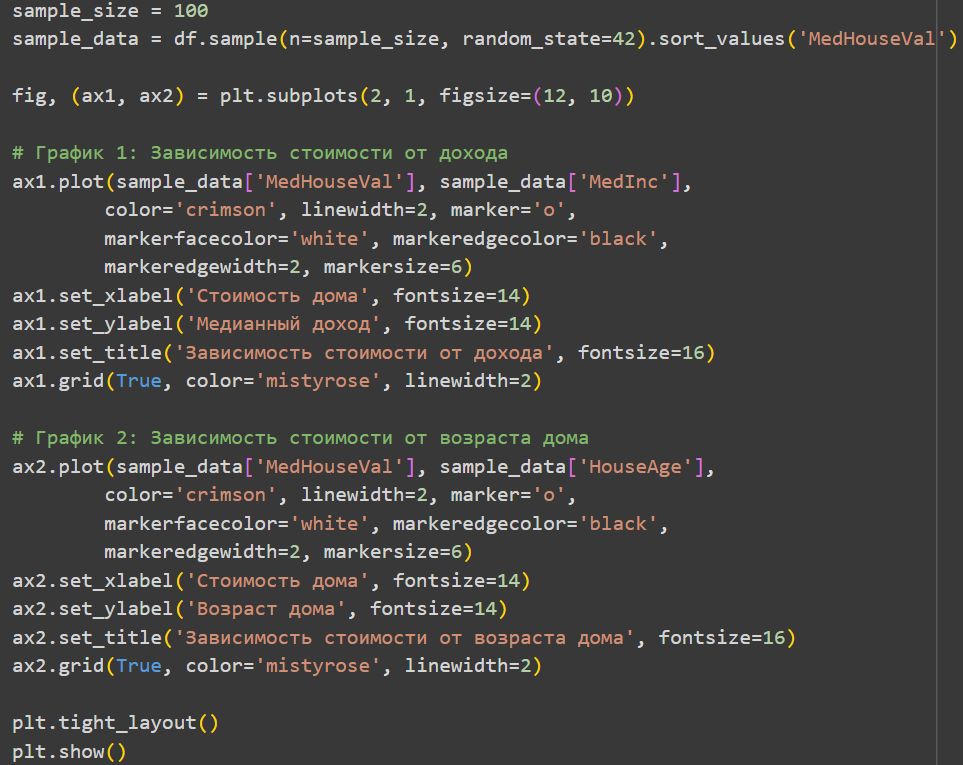 sample_size = 100
sample_data = df.sample(n=sample_size, random_state=42).sort_values('MedHouseVal')

fig, (ax1, ax2) = plt.subplots(2, 1, figsize=(12, 10))

# График 1: Зависимость стоимости от дохода
ax1.plot(sample_data['MedHouseVal'], sample_data['MedInc'],
        color='crimson', linewidth=2, marker='o',
        markerfacecolor='white', markeredgecolor='black',
        markeredgewidth=2, markersize=6)
ax1.set_xlabel('Стоимость дома', fontsize=14)
ax1.set_ylabel('Медианный доход', fontsize=14)
ax1.set_title('Зависимость стоимости от дохода', fontsize=16)
ax1.grid(True, color='mistyrose', linewidth=2)

# График 2: Зависимость стоимости от возраста дома
ax2.plot(sample_data['MedHouseVal'], sample_data['HouseAge'],
        color='crimson', linewidth=2, marker='o',
        markerfacecolor='white', markeredgecolor='black',
        markeredgewidth=2, markersize=6)
ax2.set_xlabel('Стоимость дома', fontsize=14)
ax2.set_ylabel('Возраст дома', fontsize=14)
ax2.set_title('Зависимость стоимости от возраста дома', fontsize=16)
ax2.grid(True, color='mistyrose', linewidth=2)

plt.tight_layout()
plt.show()